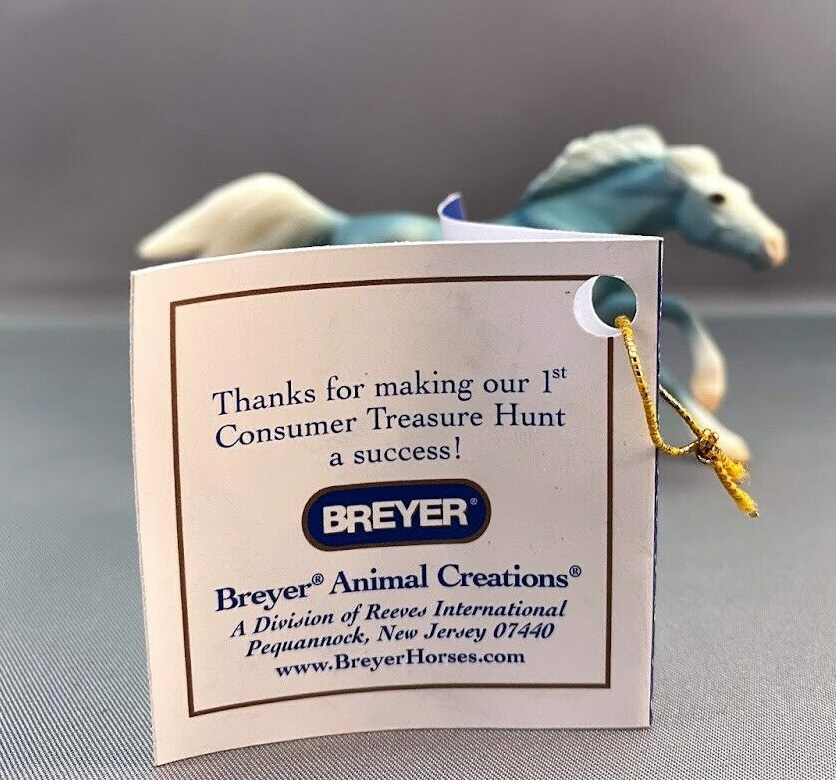 Thanks for making our 1st
Consumer Treasure Hunt
a success!
BREYER®
Breyer® Animal Creations®
A Division of Reeves International
Pequannock, New Jersey 07440
www.BreyerHorses.com